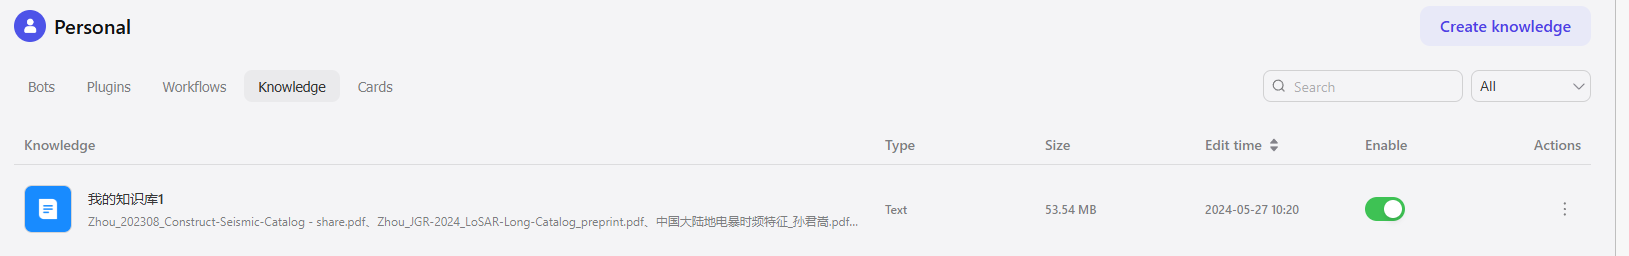 Personal
Create knowledge
Bots Plugins Workflows Knowledge Cards
Search All
Knowledge Type Size Edit time Enable Actions
我的知识库1
Zhou_202308_Construct-Seismic-Catalog - share.pdf、Zhou_JGR-2024_LoSAR-Long-Catalog_preprint.pdf、中国大陆地电暴时频特征_孙君嵩.pdf...
Text 53.54 MB 2024-05-27 10:20